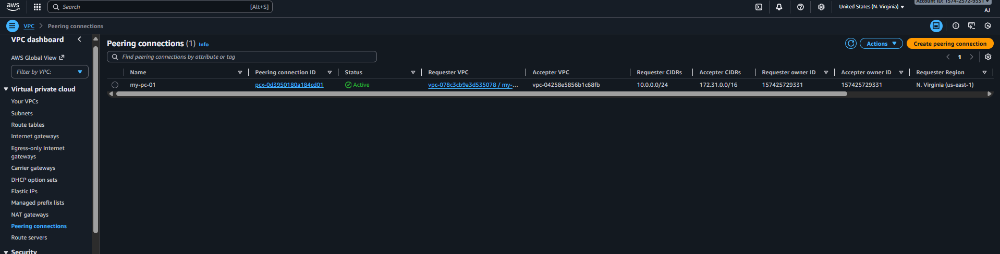 aws
Search
[Alt+S]
United States (N. Virginia)
Account ID: 1574-2572-9331
AJ
VPC
Peering connections
VPC dashboard
AWS Global View
Filter by VPC:
Virtual private cloud
Your VPCs
Subnets
Route tables
Internet gateways
Egress-only Internet
gateways
Carrier gateways
DHCP option sets
Elastic IPs
Managed prefix lists
NAT gateways
Peering connections
Route servers
Security
Peering connections (1) Info
Actions
Create peering connection
Find peering connections by attribute or tag
1
Name Peering connection ID Status Requester VPC Accepter VPC Requester CIDRs Accepter CIDRs Requester owner ID Accepter owner ID Requester Region
my-pc-01 pcx-0d3950180a184cd01 Active vpc-078c3cb9a3d535078 / my-... vpc-04258e5856b1c68fb 10.0.0.0/24 172.31.0.0/16 157425729331 157425729331 N. Virginia (us-east-1)